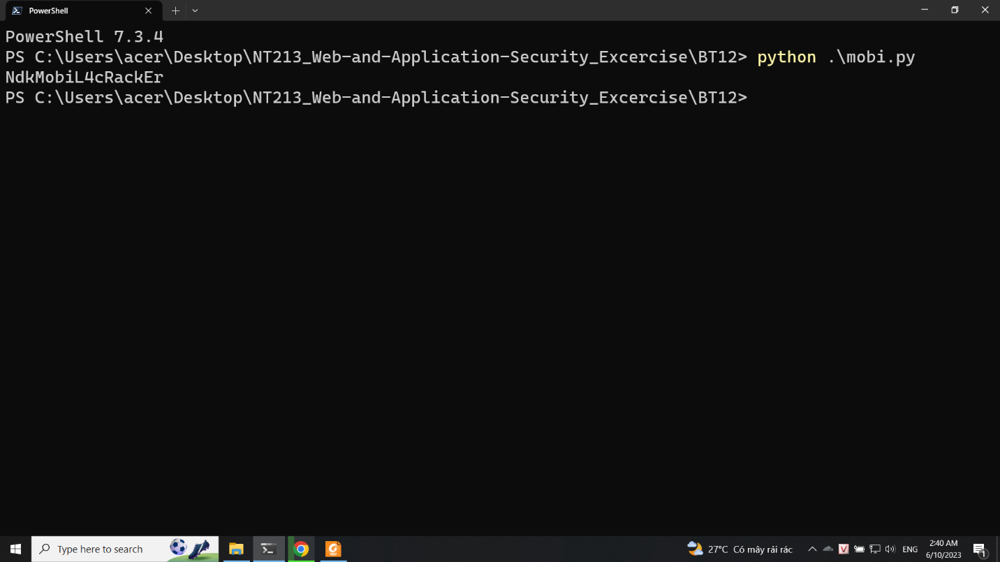 PowerShell
PowerShell 7.3.4
PS C:\Users\acer\Desktop\NT213_Web-and-Application-Security_Excercise\BT12> python .\mobi.py
NdkMobiL4cRackEr
PS C:\Users\acer\Desktop\NT213_Web-and-Application-Security_Excercise\BT12>
Type here to search
27°C Có mây rải rác
V
ENG
2:40 AM
6/10/2023
1